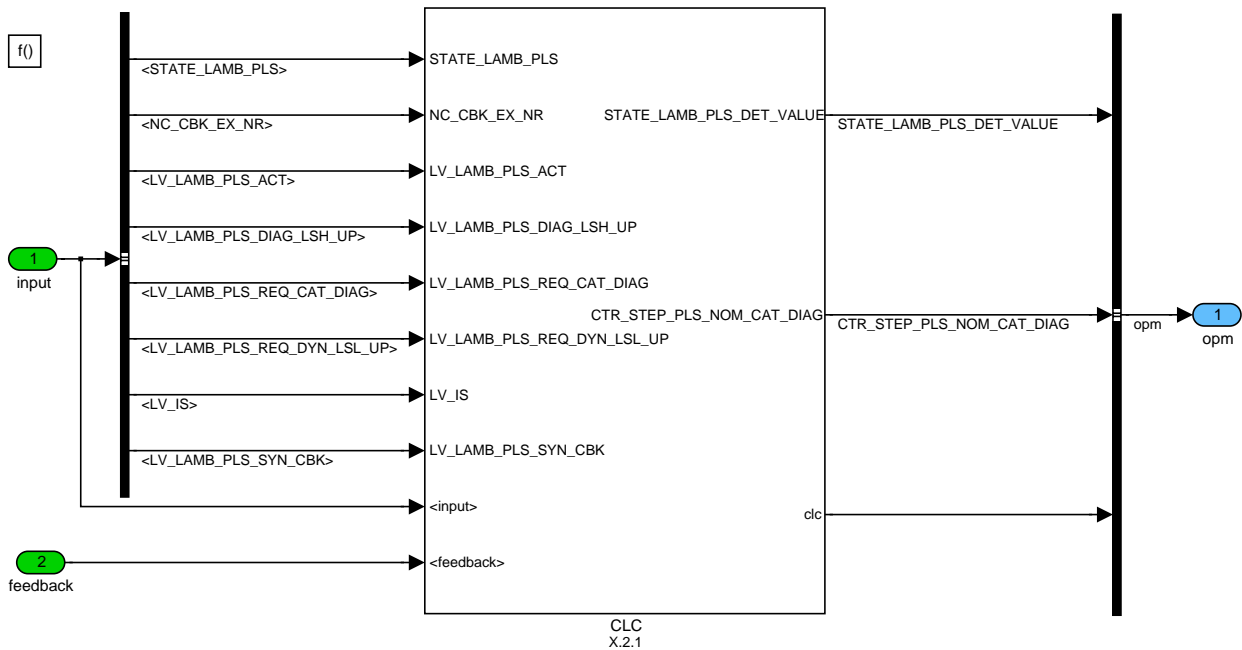 f()
STATE_LAMB_PLS
<STATE_LAMB_PLS>
NC_CBK_EX_NR
STATE_LAMB_PLS_DET_VALUE
<NC_CBK_EX_NR>
STATE_LAMB_PLS_DET_VALUE
LV_LAMB_PLS_ACT
<LV_LAMB_PLS_ACT>
LV_LAMB_PLS_DIAG_LSH_UP
<LV_LAMB_PLS_DIAG_LSH_UP>
1
input
LV_LAMB_PLS_REQ_CAT_DIAG
<LV_LAMB_PLS_REQ_CAT_DIAG>
CTR_STEP_PLS_NOM_CAT_DIAG
CTR_STEP_PLS_NOM_CAT_DIAG
opm
1
opm
LV_LAMB_PLS_REQ_DYN_LSL_UP
<LV_LAMB_PLS_REQ_DYN_LSL_UP>
LV_IS
<LV_IS>
LV_LAMB_PLS_SYN_CBK
<LV_LAMB_PLS_SYN_CBK>
<input>
clc
2
feedback
<feedback>
CLC
X.2.1